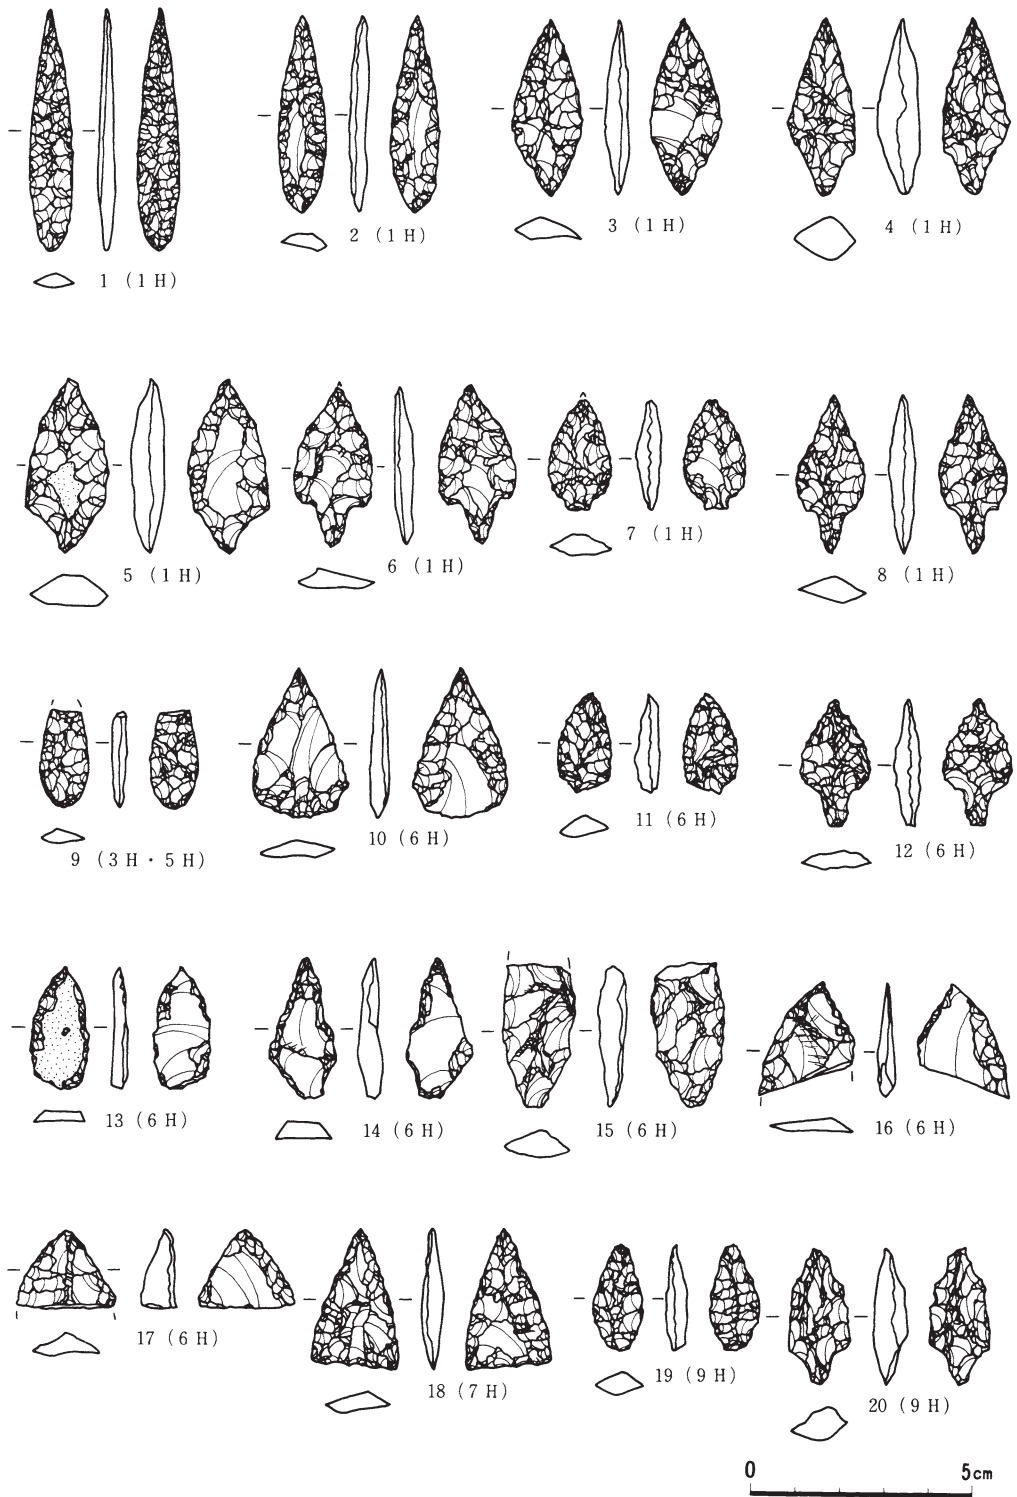 1 (1H)
2 (1H)
3 (1H)
4 (1H)
5 (1H)
6 (1H)
7 (1H)
8 (1H)
9 (3H・5H)
10 (6H)
11 (6H)
12 (6H)
13 (6H)
14 (6H)
15 (6H)
16 (6H)
17 (6H)
18 (7H)
19 (9H)
20 (9H)
0 5cm